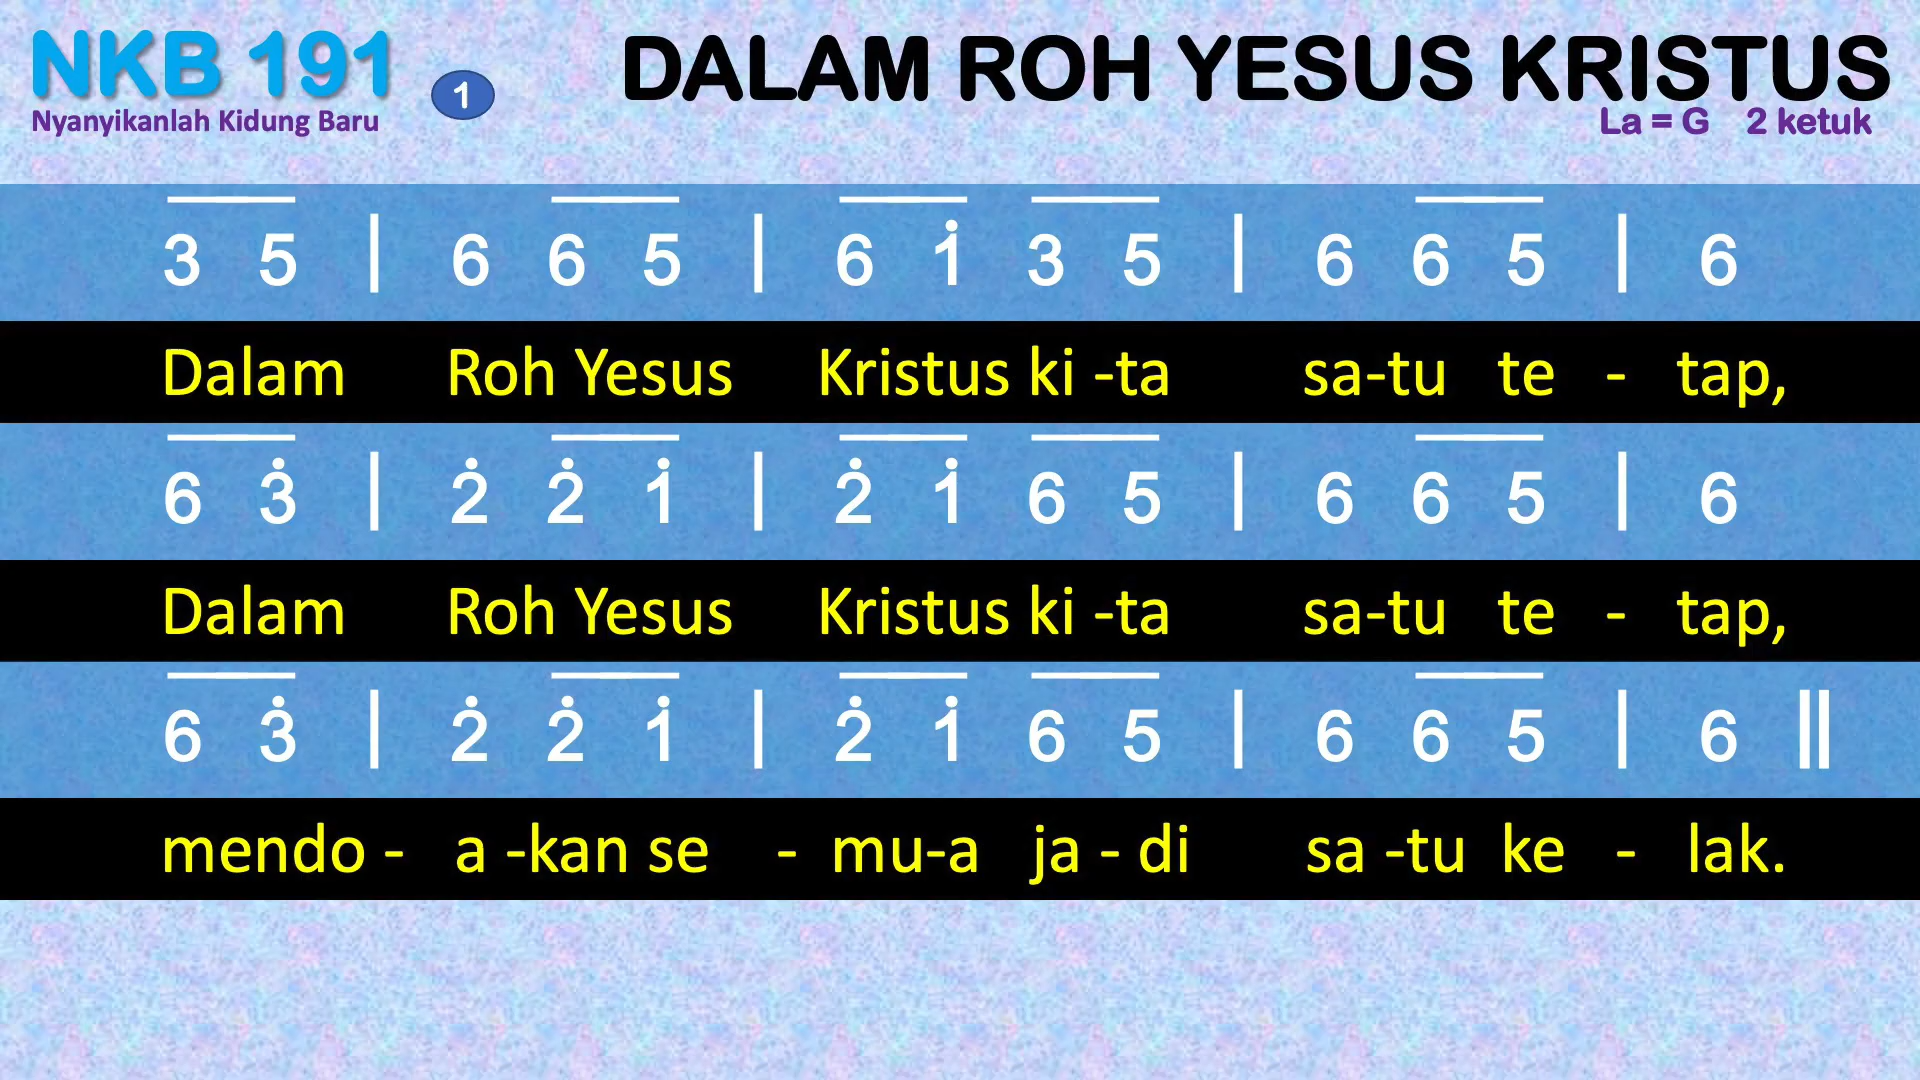 NKB 191
Nyanyikanlah Kidung Baru
1
DALAM ROH YESUS KRISTUS
La = G 2 ketuk
3 5 | 6 6 5 | 6 1̇ 3 5 | 6 6 5 | 6
Dalam Roh Yesus Kristus ki -ta sa-tu te - tap,
6 3̇ | 2̇ 2̇ 1̇ | 2̇ 1̇ 6 5 | 6 6 5 | 6
Dalam Roh Yesus Kristus ki -ta sa-tu te - tap,
6 3̇ | 2̇ 2̇ 1̇ | 2̇ 1̇ 6 5 | 6 6 5 | 6 ||
mendo - a -kan se - mu-a ja - di sa -tu ke - lak.